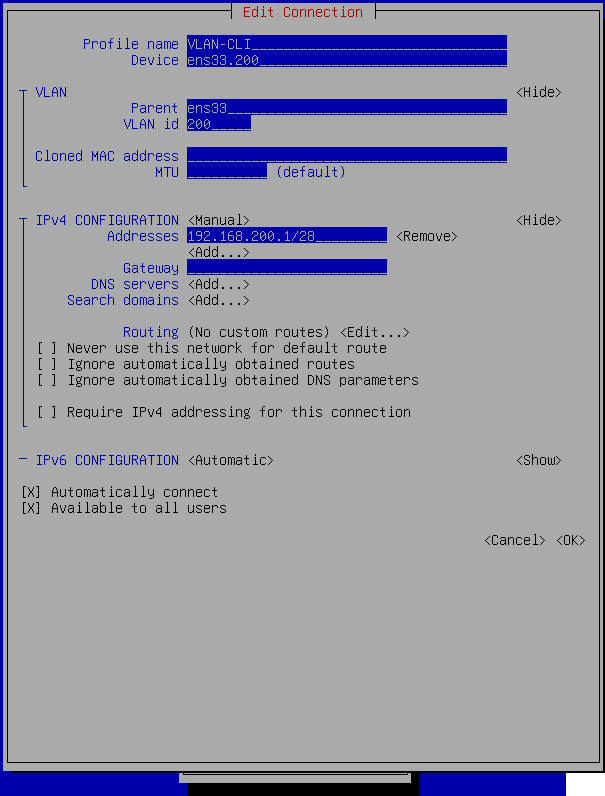 Edit Connection
Profile name VLAN-CLI
Device ens33.200
VLAN <Hide>
Parent ens33
VLAN id 200
Cloned MAC address
MTU (default)
IPv4 CONFIGURATION <Manual> <Hide>
Addresses 192.168.200.1/28 <Remove>
<Add...>
Gateway
DNS servers <Add...>
Search domains <Add...>
Routing (No custom routes) <Edit...>
[ ] Never use this network for default route
[ ] Ignore automatically obtained routes
[ ] Ignore automatically obtained DNS parameters
[ ] Require IPv4 addressing for this connection
IPv6 CONFIGURATION <Automatic> <Show>
[X] Automatically connect
[X] Available to all users
<Cancel> <OK>